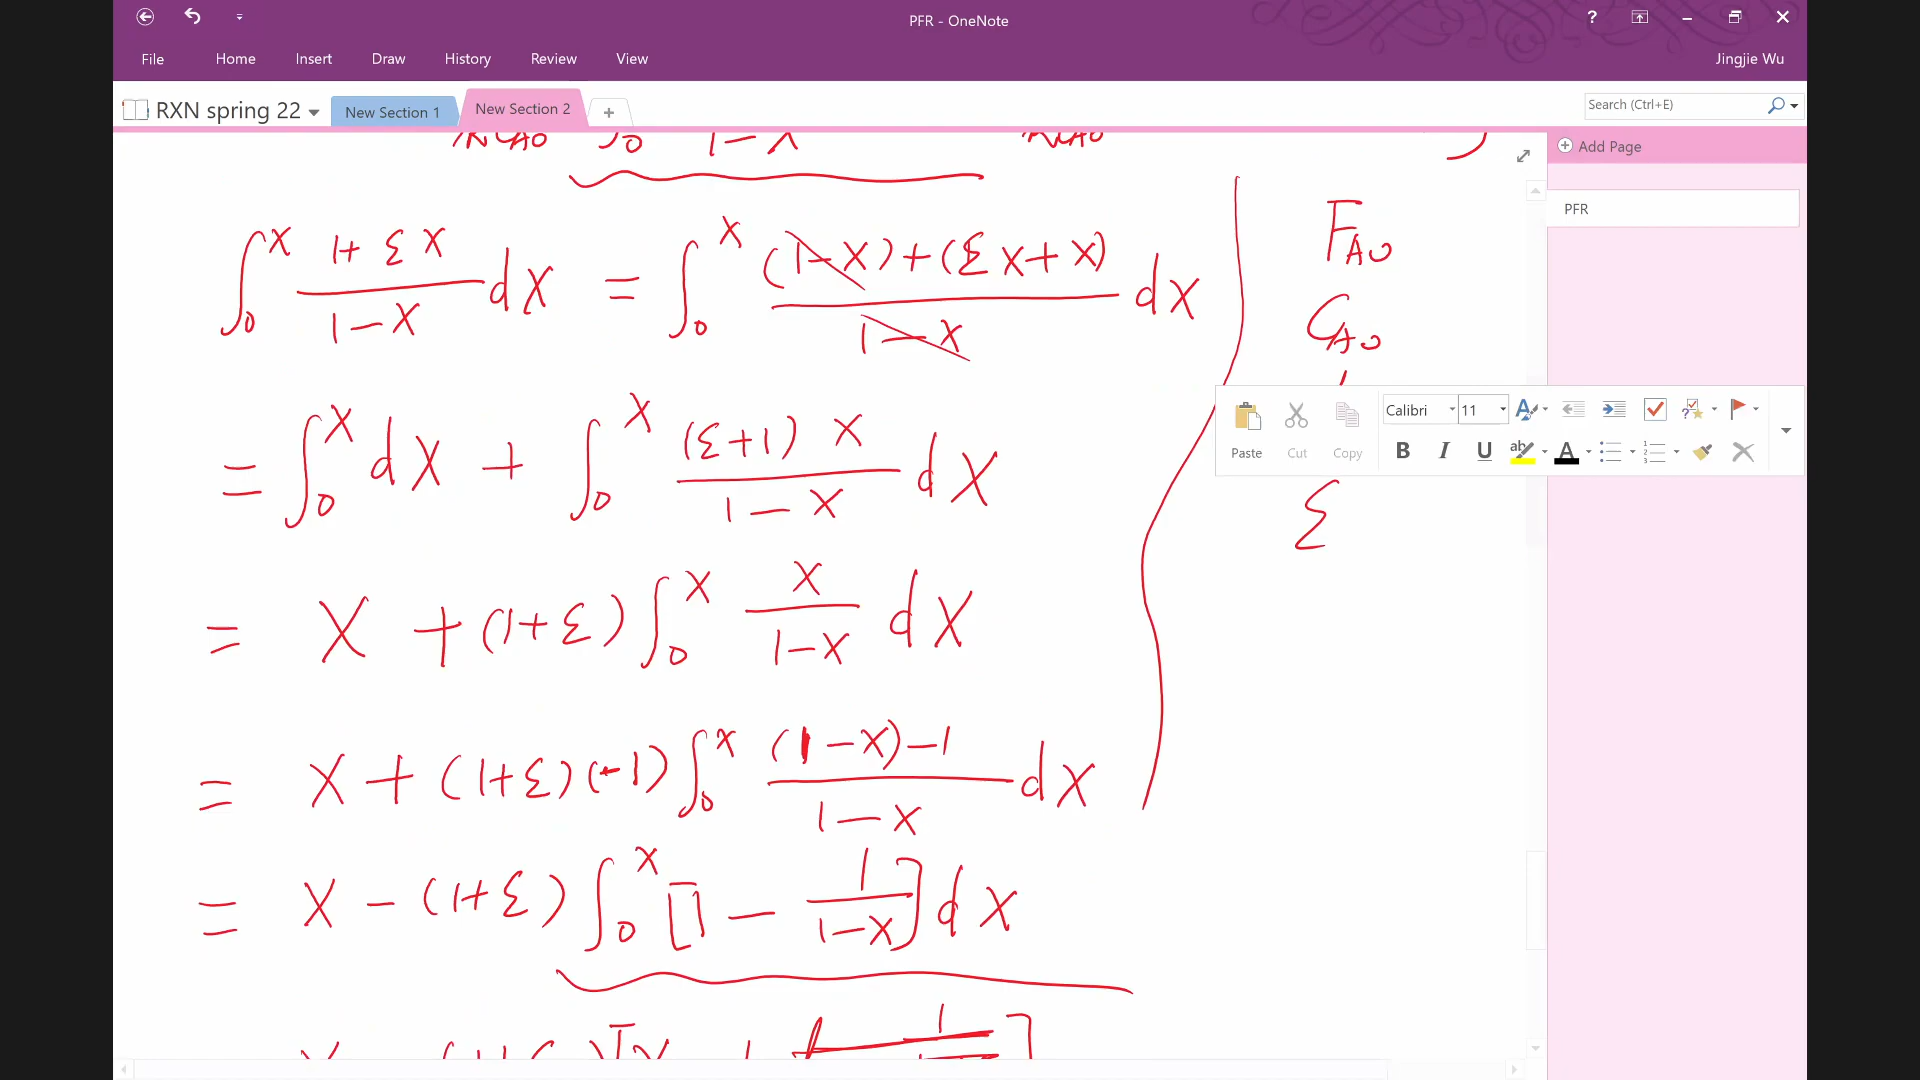 PFR - OneNote
?
File Home Insert Draw History Review View
Jingjie Wu
RXN spring 22 New Section 1 New Section 2 +
Search (Ctrl+E)
Add Page
PFR
∫₀^X (1+εX)/(1-X) dX = ∫₀^X ((1-X)+(εX+X))/(1-X) dX
F_A0
C_A0
Calibri 11
Paste Cut Copy
B I U
ε
= ∫₀^X dX + ∫₀^X ((ε+1)X)/(1-X) dX
= X + (1+ε) ∫₀^X X/(1-X) dX
= X + (1+ε)(-1) ∫₀^X ((1-X)-1)/(1-X) dX
= X - (1+ε) ∫₀^X [1 - 1/(1-X)] dX